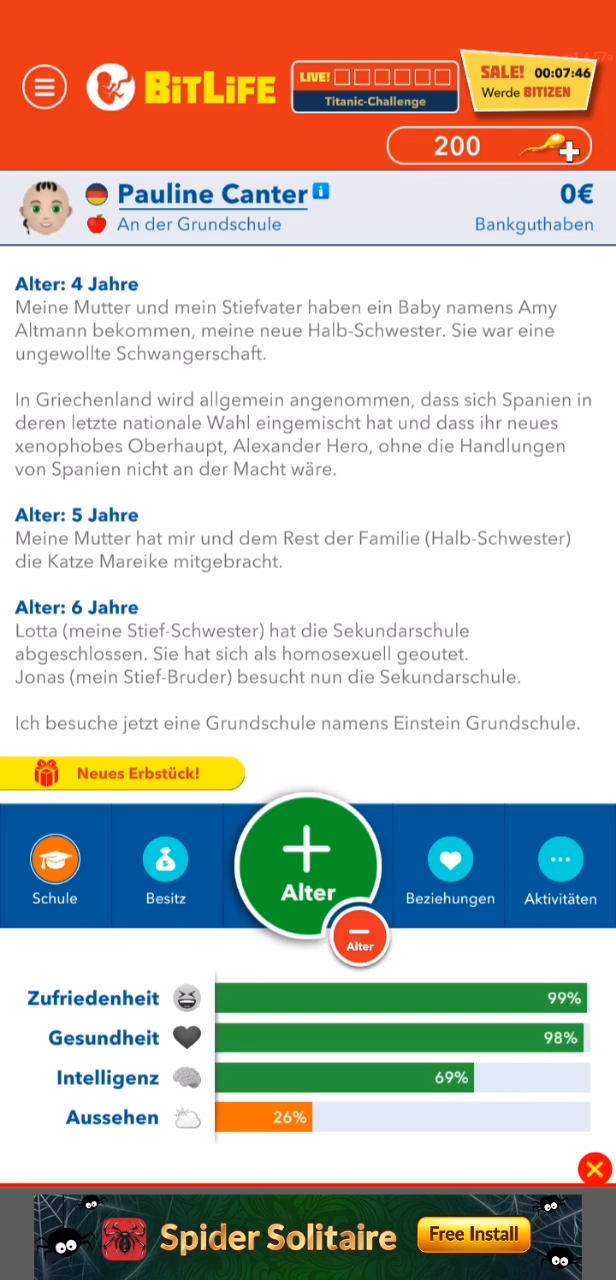 BITLIFE
LIVE!
Titanic-Challenge
SALE! 00:07:46
Werde BITIZEN
200
Pauline Canter
0€
An der Grundschule
Bankguthaben
Alter: 4 Jahre
Meine Mutter und mein Stiefvater haben ein Baby namens Amy
Altmann bekommen, meine neue Halb-Schwester. Sie war eine
ungewollte Schwangerschaft.
In Griechenland wird allgemein angenommen, dass sich Spanien in
deren letzte nationale Wahl eingemischt hat und dass ihr neues
xenophobes Oberhaupt, Alexander Hero, ohne die Handlungen
von Spanien nicht an der Macht wäre.
Alter: 5 Jahre
Meine Mutter hat mir und dem Rest der Familie (Halb-Schwester)
die Katze Mareike mitgebracht.
Alter: 6 Jahre
Lotta (meine Stief-Schwester) hat die Sekundarschule
abgeschlossen. Sie hat sich als homosexuell geoutet.
Jonas (mein Stief-Bruder) besucht nun die Sekundarschule.
Ich besuche jetzt eine Grundschule namens Einstein Grundschule.
Neues Erbstück!
Schule
Besitz
Alter
Alter
Beziehungen
Aktivitäten
Zufriedenheit 99%
Gesundheit 98%
Intelligenz 69%
Aussehen 26%
Spider Solitaire
Free Install